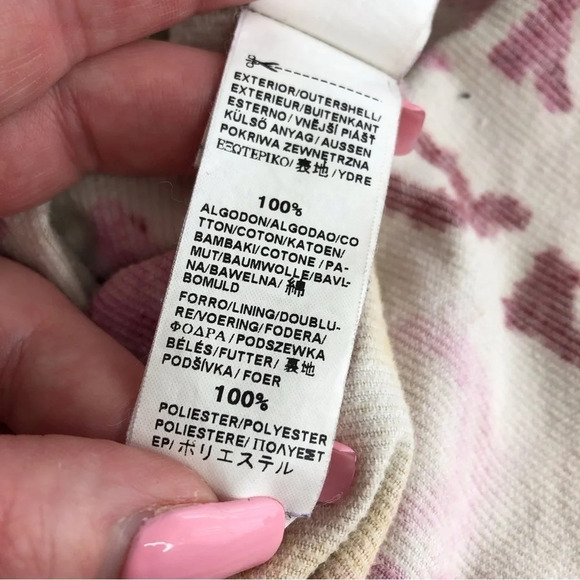 EXTERIOR/OUTERSHELL/
EXTERIEUR/BUITENKANT
ESTERNO/VNĚJŠÍ PIÁŠŤ
KÜLSŐ ANYAG/AUSSEN
POKRIWA ZEWNĘTRZNA
ΕΞΩΤΕΡΙΚΟ/表地/YDRE
100%
ALGODON/ALGODAO/CO
TTON/COTON/KATOEN/
BAMBAKI/COTONE/PA-
MUT/BAUMWOLLE/BAVL-
NA/BAWELNA/綿
BOMULD
FORRO/LINING/DOUBLU-
RE/VOERING/FODERA/
ΦΟΔΡΑ/PODSZEWKA
BÉLÉS/FUTTER/裏地
PODŠÍVKA/FOER
100%
POLIESTER/POLYESTER
POLIESTERE/ΠΟΛΥΕΣΤ
ΕΡ/ポリエステル